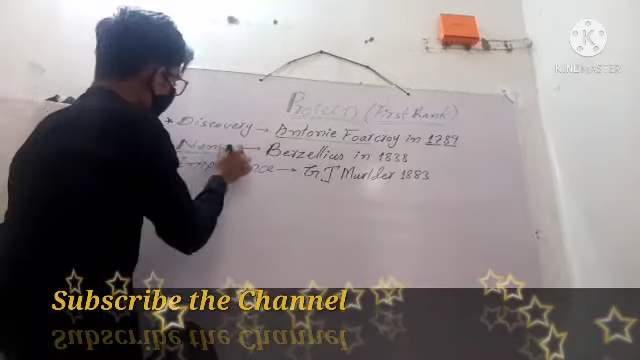 Protein (First Rank)
* Discovery → Antonie Foarcroy in 1789
→ Berzellius in 1838
→ G J Murlder 1883
K
KINEMASTER
Subscribe the Channel